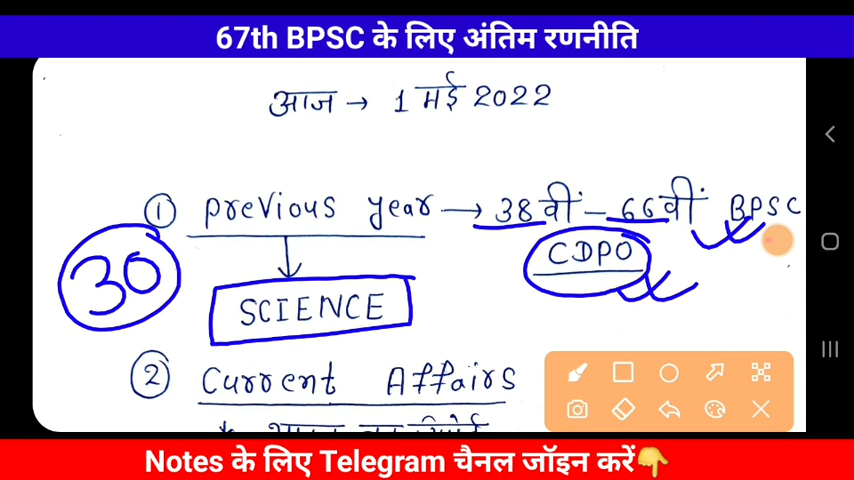 67th BPSC के लिए अंतिम रणनीति
आज → 1 मई 2022
① Previous year → 38वीं - 66वीं BPSC
CDPO
30
SCIENCE
② Current Affairs
Notes के लिए Telegram चैनल जॉइन करें👇